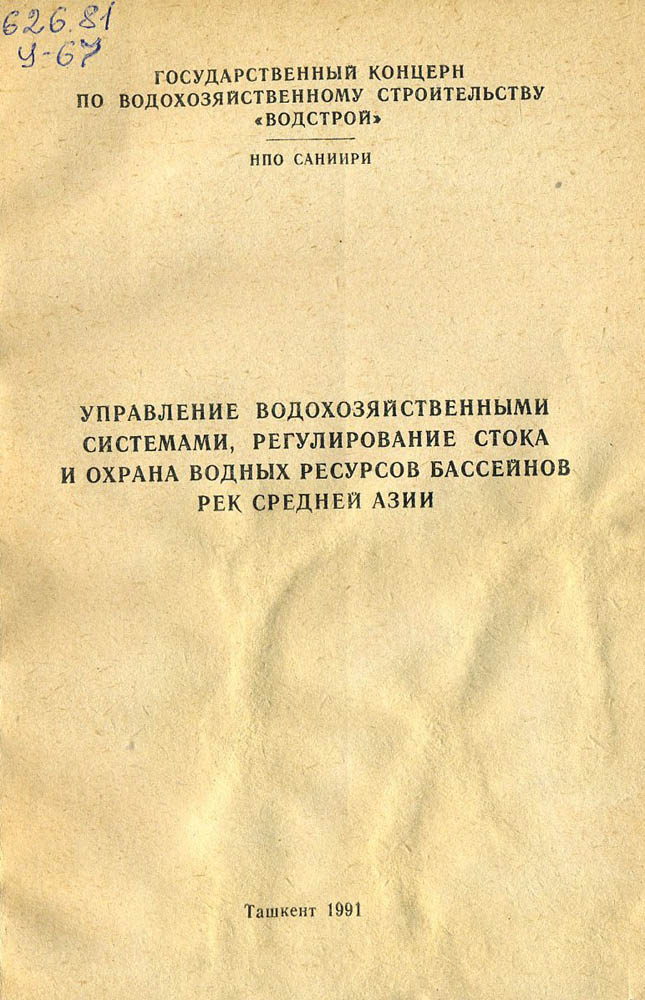 626.81
У-67
ГОСУДАРСТВЕННЫЙ КОНЦЕРН
ПО ВОДОХОЗЯЙСТВЕННОМУ СТРОИТЕЛЬСТВУ
«ВОДСТРОЙ»
НПО САНИИРИ
УПРАВЛЕНИЕ ВОДОХОЗЯЙСТВЕННЫМИ
СИСТЕМАМИ, РЕГУЛИРОВАНИЕ СТОКА
И ОХРАНА ВОДНЫХ РЕСУРСОВ БАССЕЙНОВ
РЕК СРЕДНЕЙ АЗИИ
Ташкент 1991